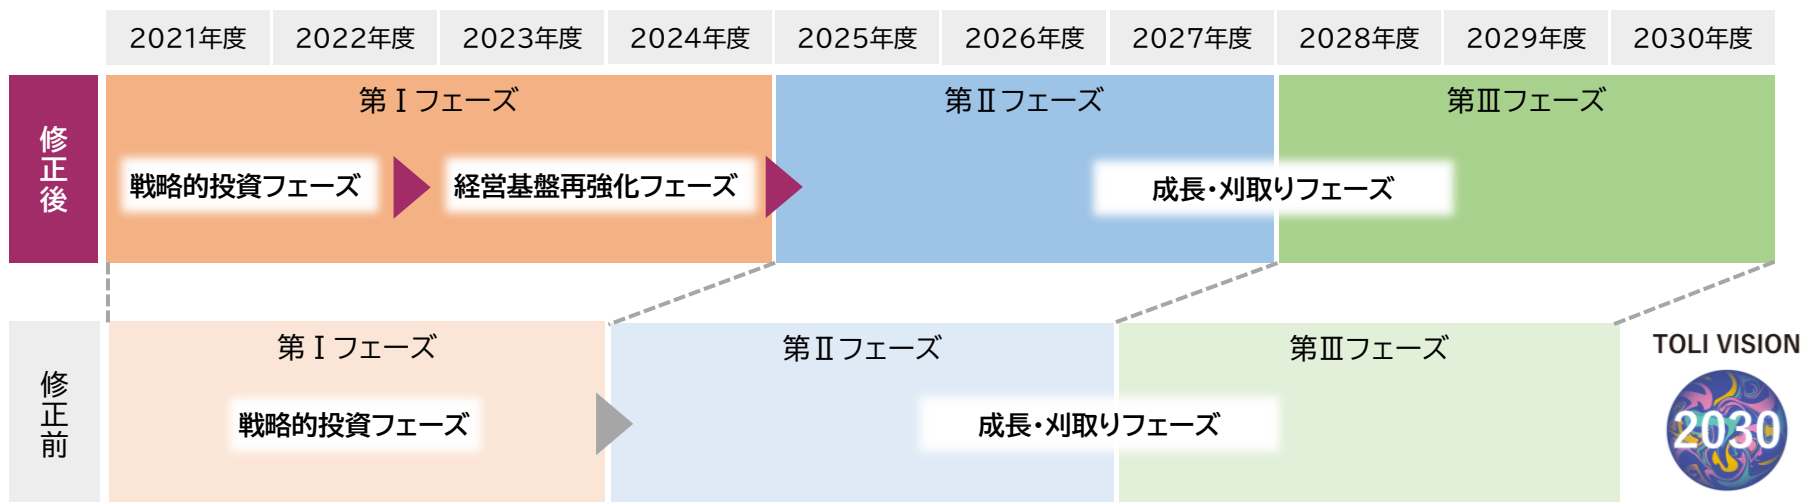 2021年度 2022年度 2023年度 2024年度 2025年度 2026年度 2027年度 2028年度 2029年度 2030年度
修正後
第Ⅰフェーズ 第Ⅱフェーズ 第Ⅲフェーズ
戦略的投資フェーズ 経営基盤再強化フェーズ 成長・刈取りフェーズ
修正前
第Ⅰフェーズ 第Ⅱフェーズ 第Ⅲフェーズ
戦略的投資フェーズ 成長・刈取りフェーズ
TOLI VISION
2030